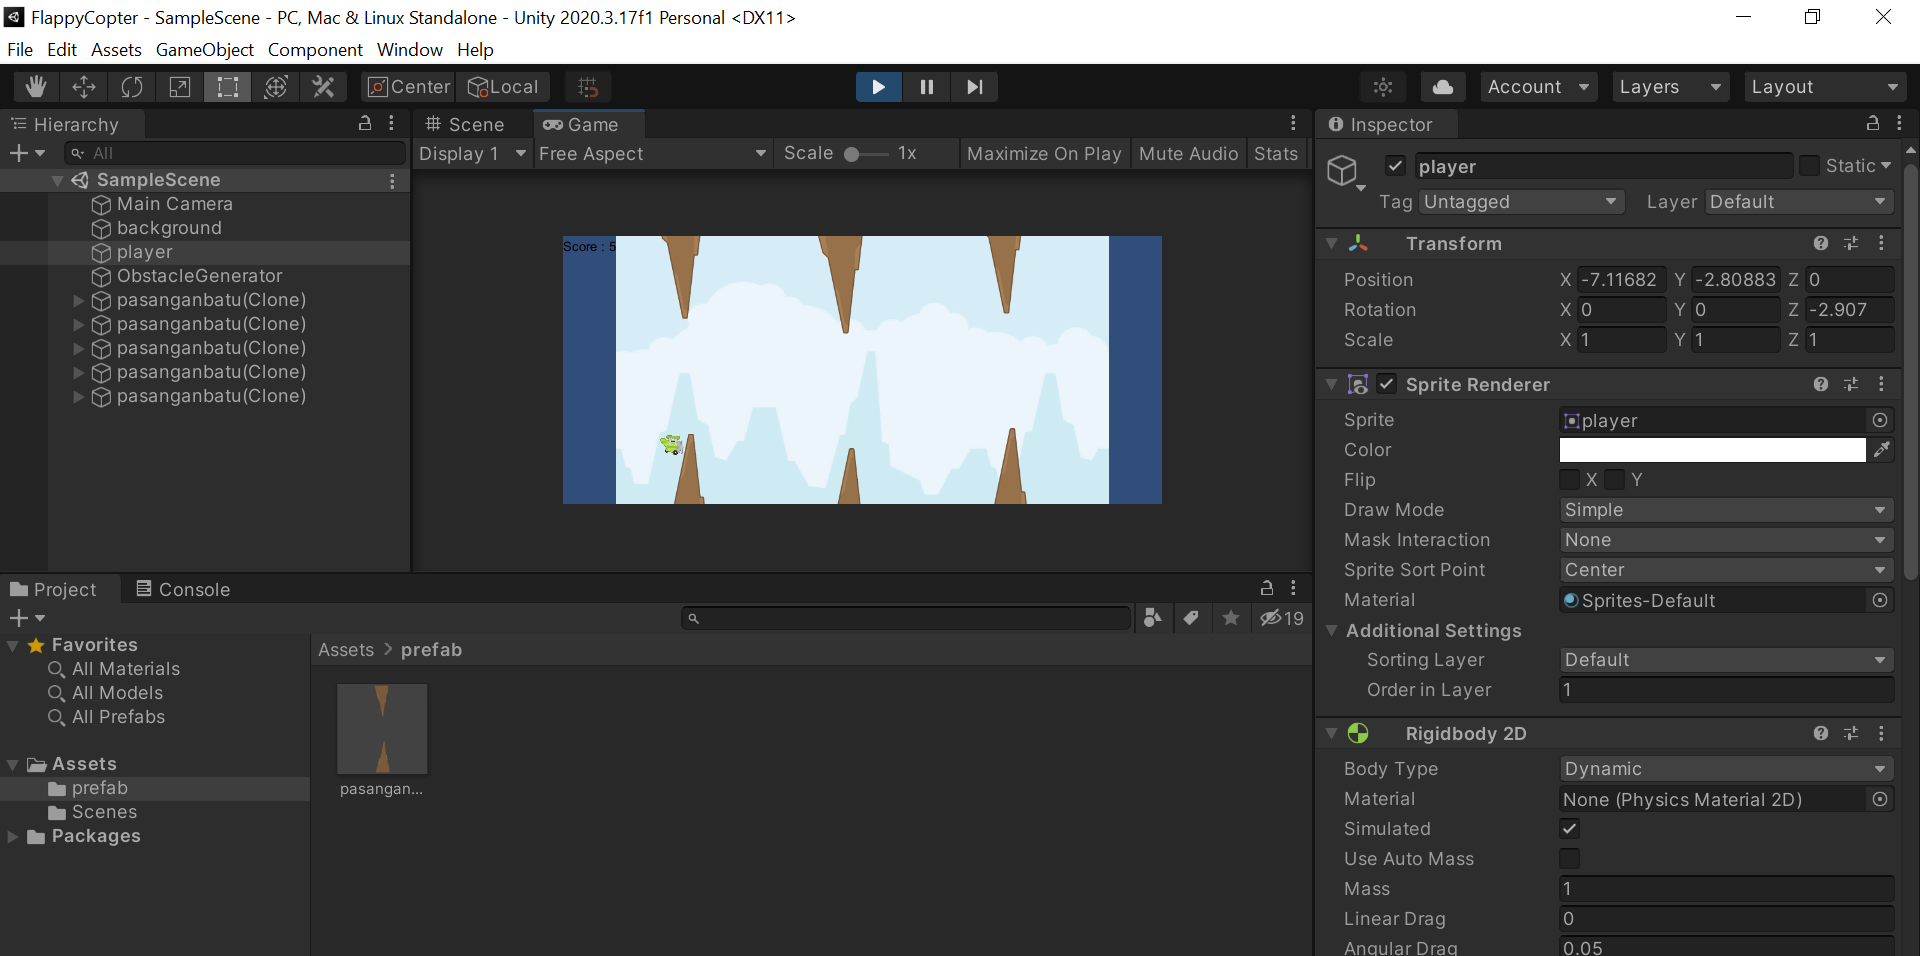 FlappyCopter - SampleScene - PC, Mac & Linux Standalone - Unity 2020.3.17f1 Personal <DX11>
File Edit Assets GameObject Component Window Help
Center Local Account Layers Layout
Hierarchy
All
SampleScene
Main Camera
background
player
ObstacleGenerator
pasanganbatu(Clone)
pasanganbatu(Clone)
pasanganbatu(Clone)
pasanganbatu(Clone)
pasanganbatu(Clone)
Scene Game
Display 1 Free Aspect Scale 1x Maximize On Play Mute Audio Stats
Score : 5
Project Console
19
Favorites
All Materials
All Models
All Prefabs
Assets
prefab
Scenes
Packages
Assets > prefab
pasangan...
Inspector
player Static
Tag Untagged Layer Default
Transform
Position X -7.11682 Y -2.80883 Z 0
Rotation X 0 Y 0 Z -2.907
Scale X 1 Y 1 Z 1
Sprite Renderer
Sprite player
Color
Flip X Y
Draw Mode Simple
Mask Interaction None
Sprite Sort Point Center
Material Sprites-Default
Additional Settings
Sorting Layer Default
Order in Layer 1
Rigidbody 2D
Body Type Dynamic
Material None (Physics Material 2D)
Simulated
Use Auto Mass
Mass 1
Linear Drag 0
Angular Drag 0.05